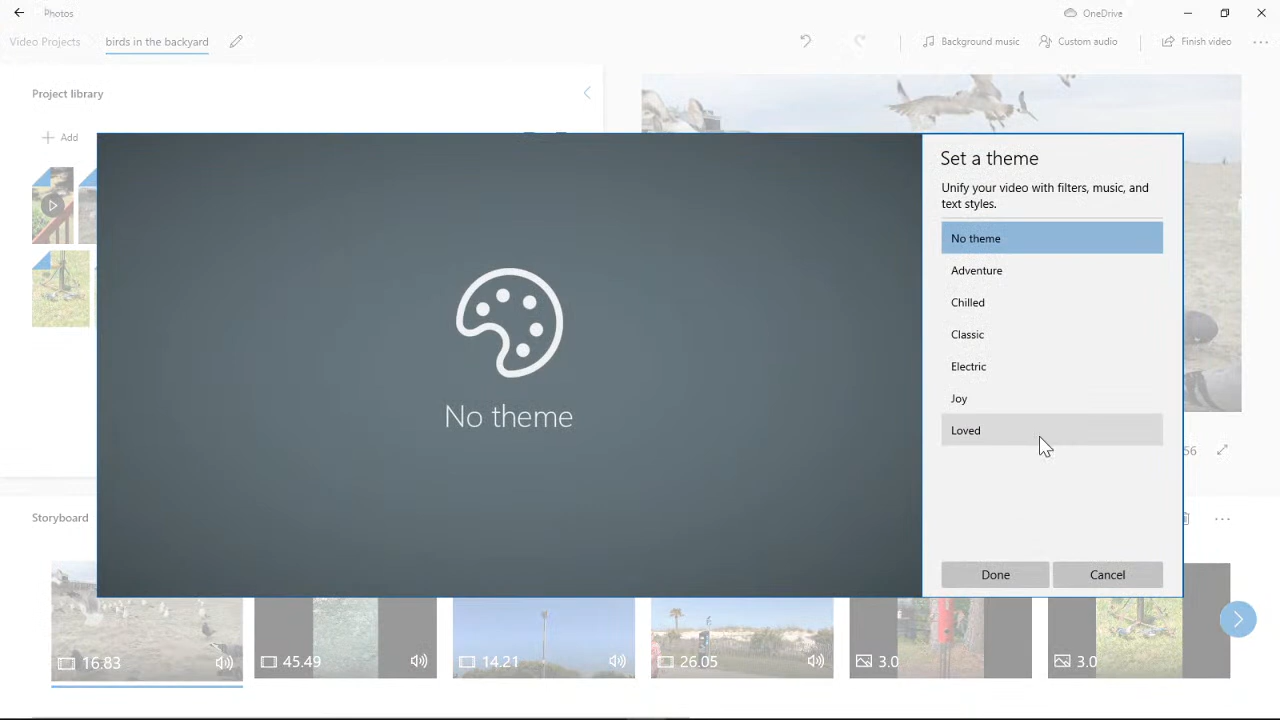 Photos
OneDrive
Video Projects
birds in the backyard
Background music
Custom audio
Finish video
Project library
Add
Set a theme
Unify your video with filters, music, and
text styles.
No theme
Adventure
Chilled
Classic
Electric
Joy
Loved
No theme
56
Done
Cancel
Storyboard
16.83
45.49
14.21
26.05
3.0
3.0